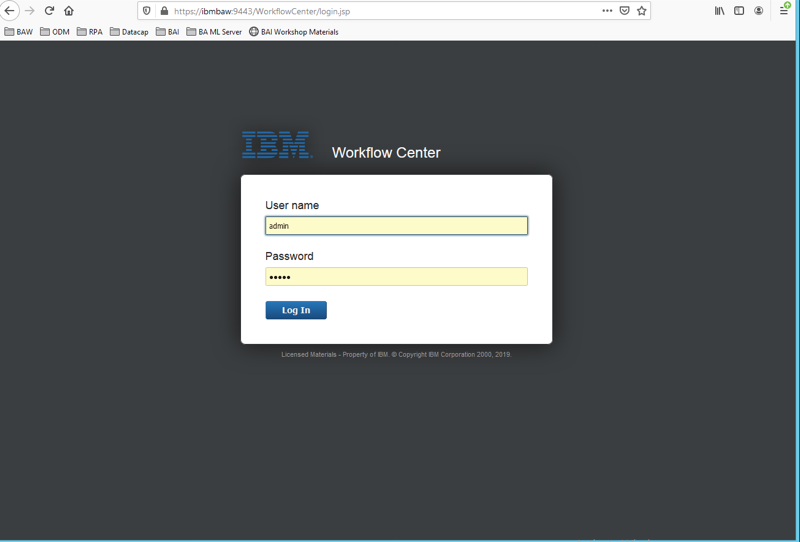 https://ibmbaw:9443/WorkflowCenter/login.jsp
BAW ODM RPA Datacap BAI BA ML Server BAI Workshop Materials
IBM Workflow Center
User name
admin
Password
•••••
Log In
Licensed Materials - Property of IBM. © Copyright IBM Corporation 2000, 2019.